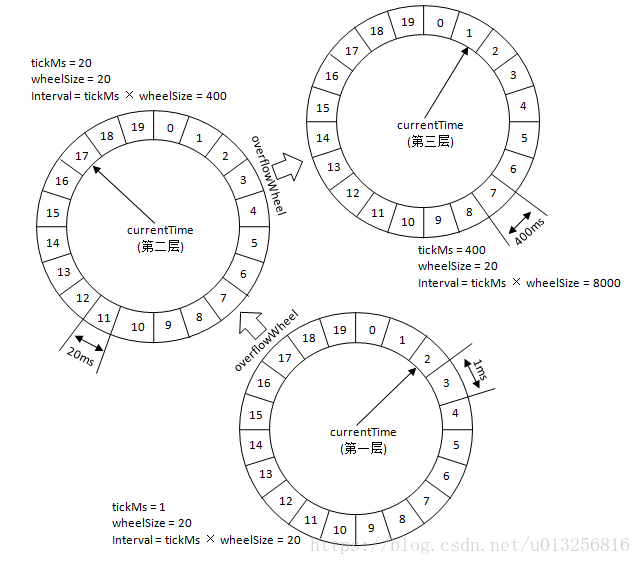 tickMs = 20
wheelSize = 20
Interval = tickMs × wheelSize = 400
0
1
2
3
4
5
6
7
8
9
10
11
12
13
14
15
16
17
18
19
currentTime
(第三层)
400ms
tickMs = 400
wheelSize = 20
Interval = tickMs × wheelSize = 8000
overflowWheel
0
1
2
3
4
5
6
7
8
9
10
11
12
13
14
15
16
17
18
19
currentTime
(第二层)
20ms
overflowWheel
0
1
2
3
4
5
6
7
8
9
10
11
12
13
14
15
16
17
18
19
currentTime
(第一层)
1ms
tickMs = 1
wheelSize = 20
Interval = tickMs × wheelSize = 20
https://blog.csdn.net/u013256816